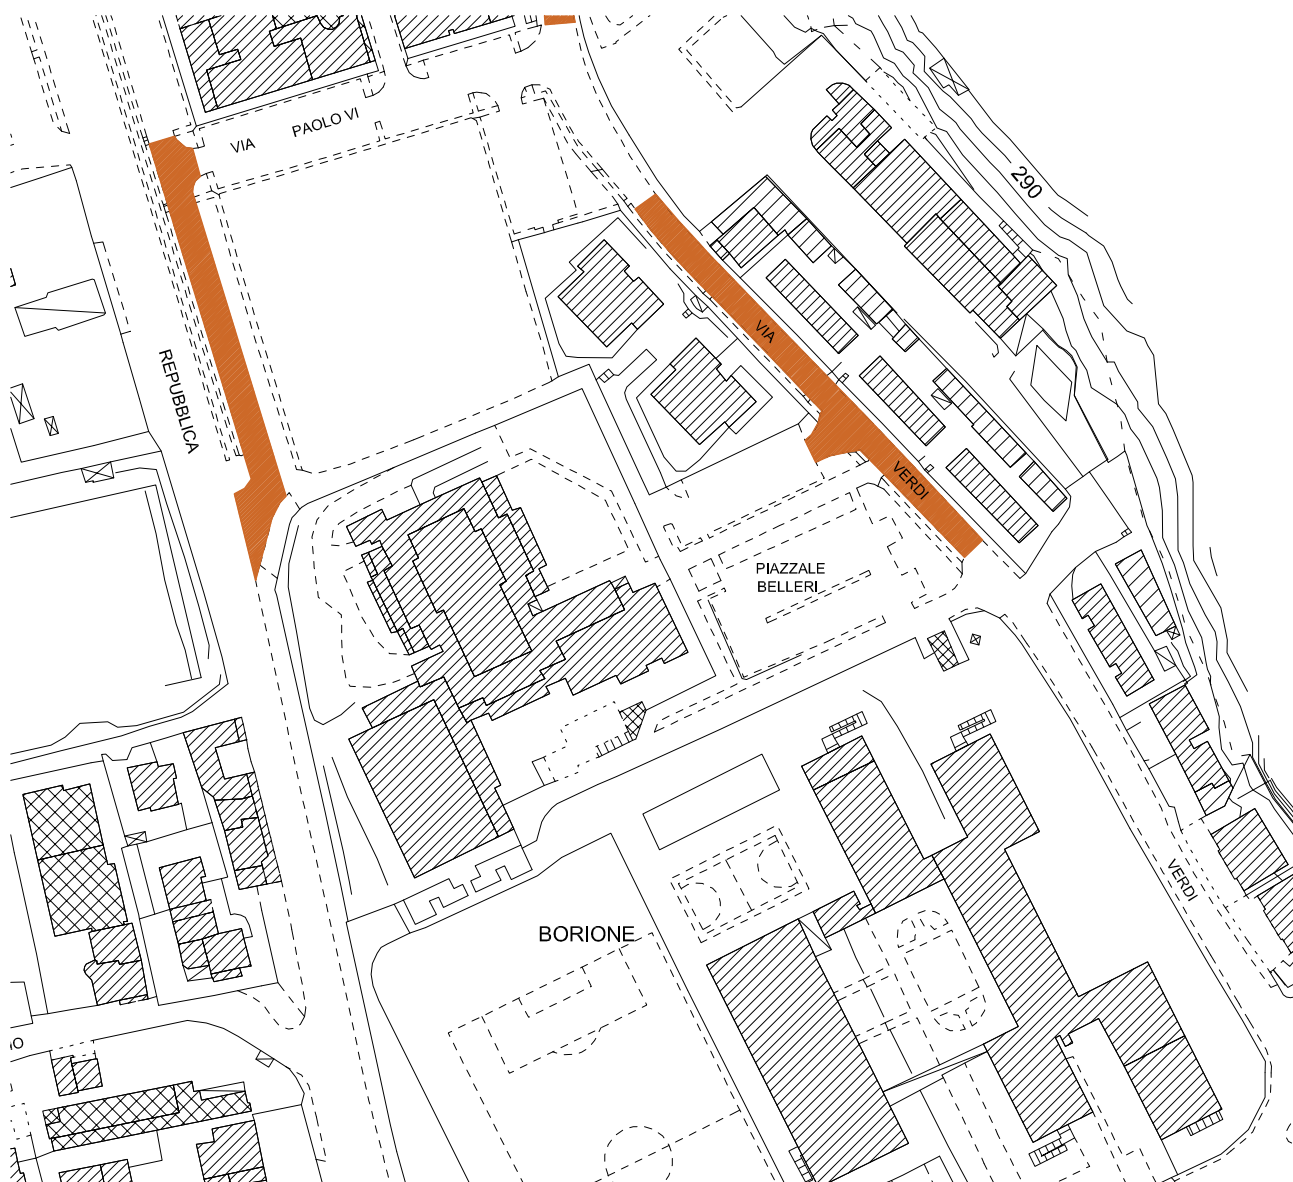 VIA PAOLO VI
290
VIA
REPUBBLICA
VERDI
PIAZZALE
BELLERI
VERDI
BORIONE